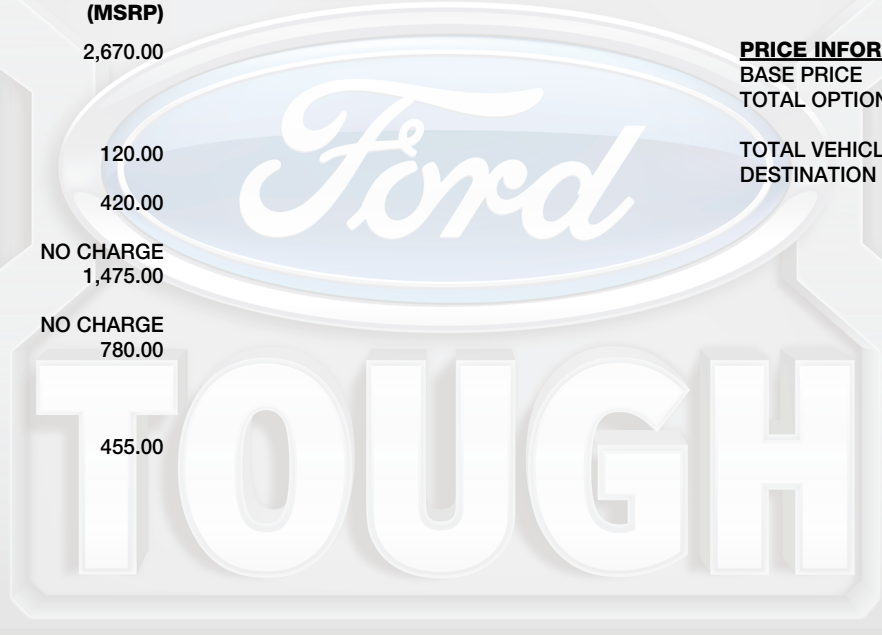 (MSRP)
2,670.00
120.00
420.00
NO CHARGE
1,475.00
NO CHARGE
780.00
455.00
PRICE INFOR
BASE PRICE
TOTAL OPTION
TOTAL VEHICL
DESTINATION
Ford
TOUGH